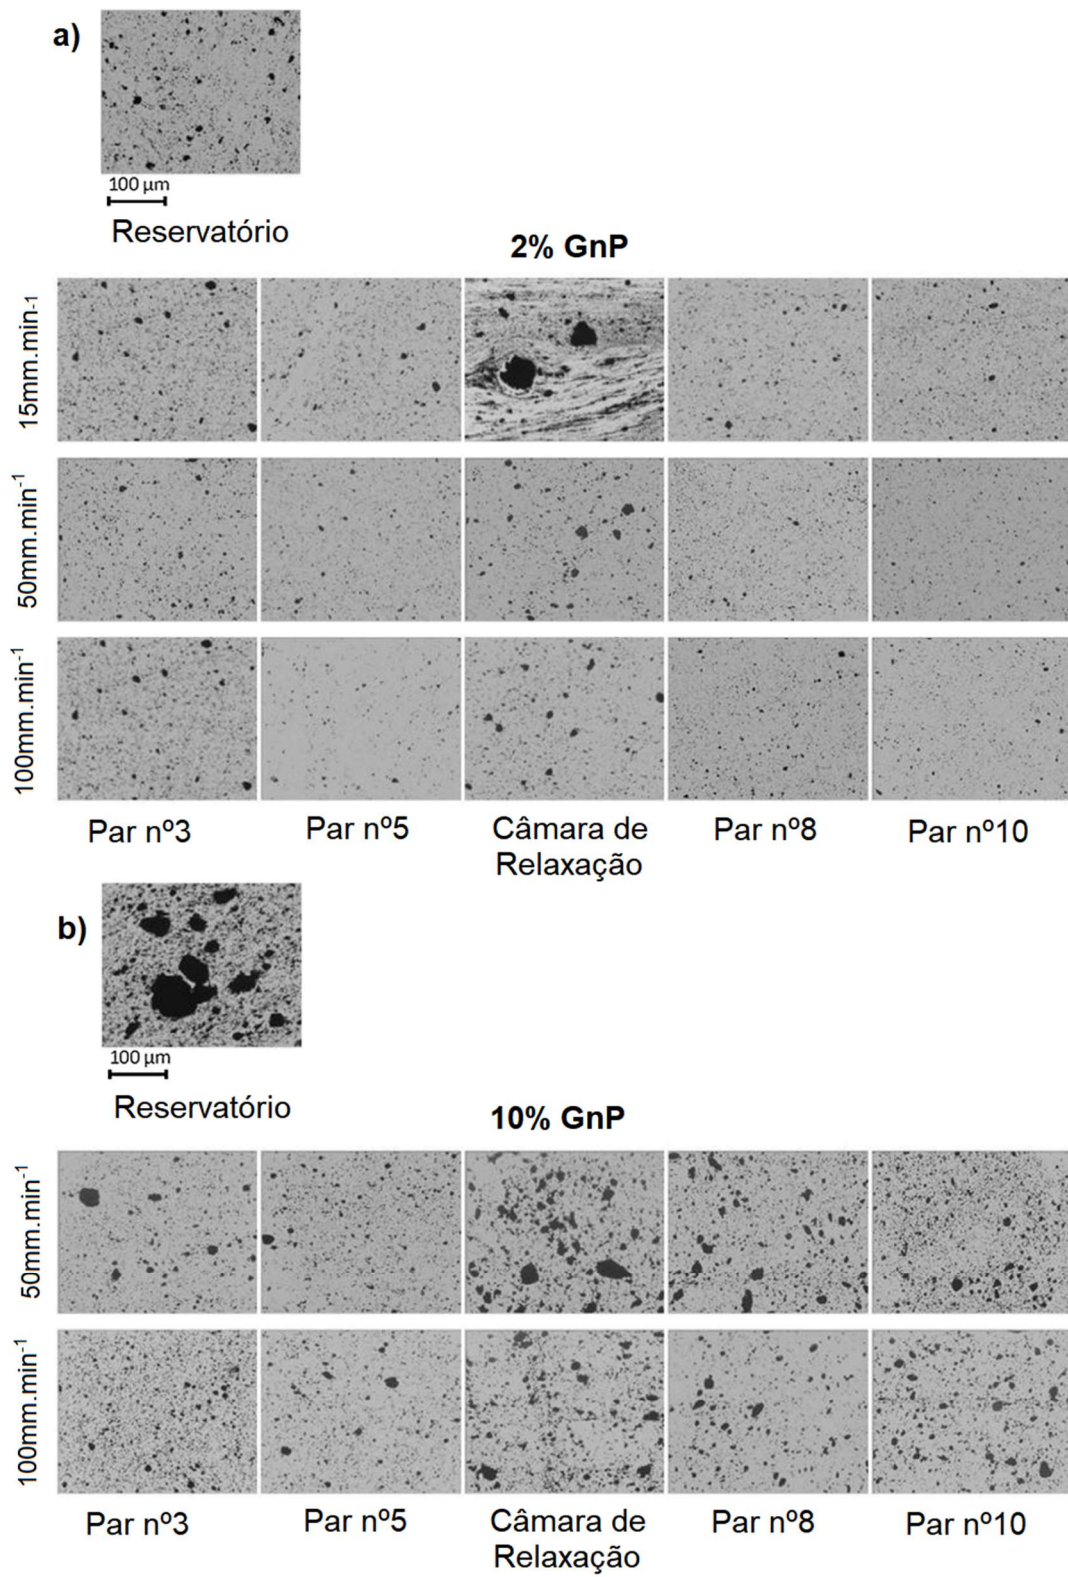 a)
100 µm
Reservatório
2% GnP
15mm.min-1
50mm.min-1
100mm.min-1
Par nº3 Par nº5 Câmara de Relaxação Par nº8 Par nº10
b)
100 µm
Reservatório
10% GnP
50mm.min-1
100mm.min-1
Par nº3 Par nº5 Câmara de Relaxação Par nº8 Par nº10